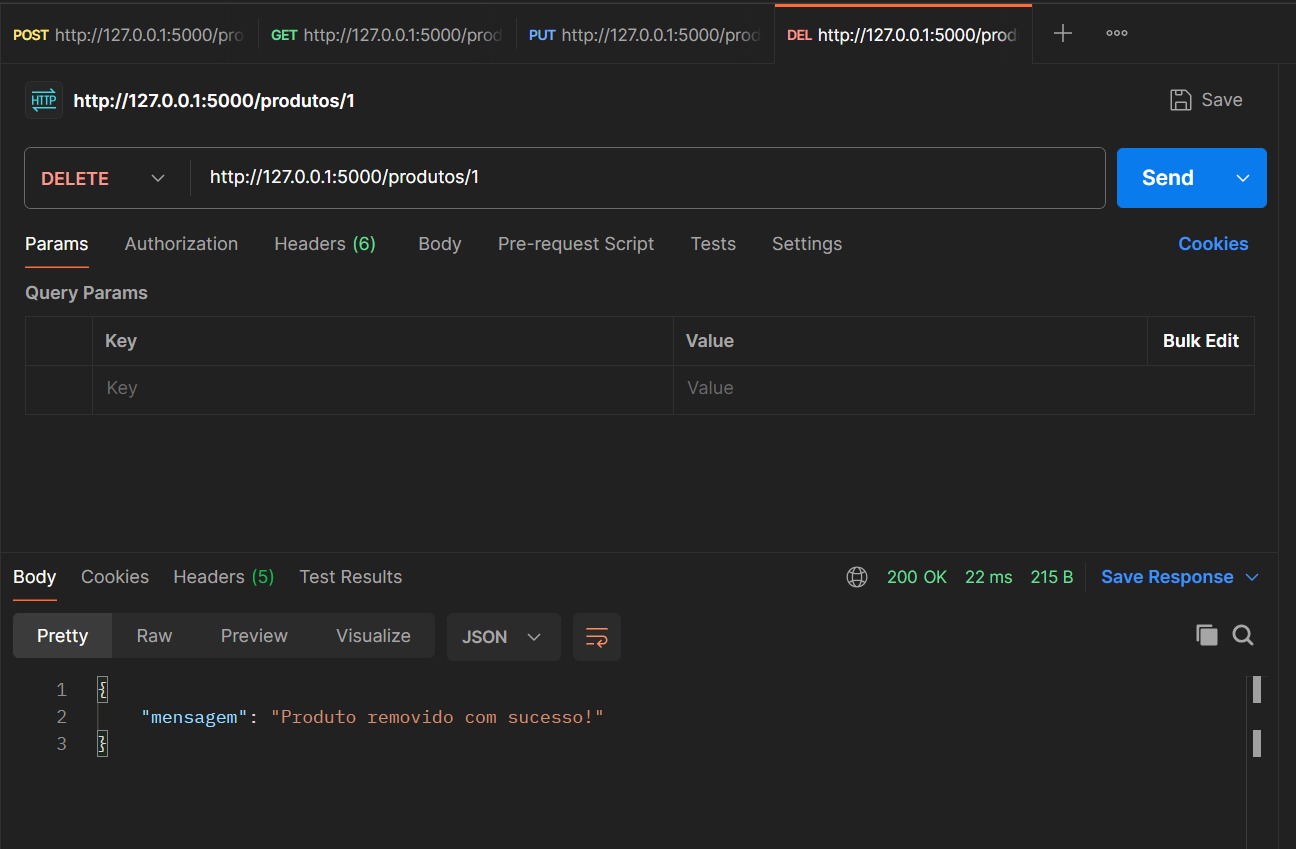 POST http://127.0.0.1:5000/pro GET http://127.0.0.1:5000/prod PUT http://127.0.0.1:5000/prod DEL http://127.0.0.1:5000/prod
HTTP http://127.0.0.1:5000/produtos/1 Save
DELETE http://127.0.0.1:5000/produtos/1 Send
Params Authorization Headers (6) Body Pre-request Script Tests Settings Cookies
Query Params
Key Value Bulk Edit
Key Value
Body Cookies Headers (5) Test Results 200 OK 22 ms 215 B Save Response
Pretty Raw Preview Visualize JSON
1 {
2 "mensagem": "Produto removido com sucesso!"
3 }